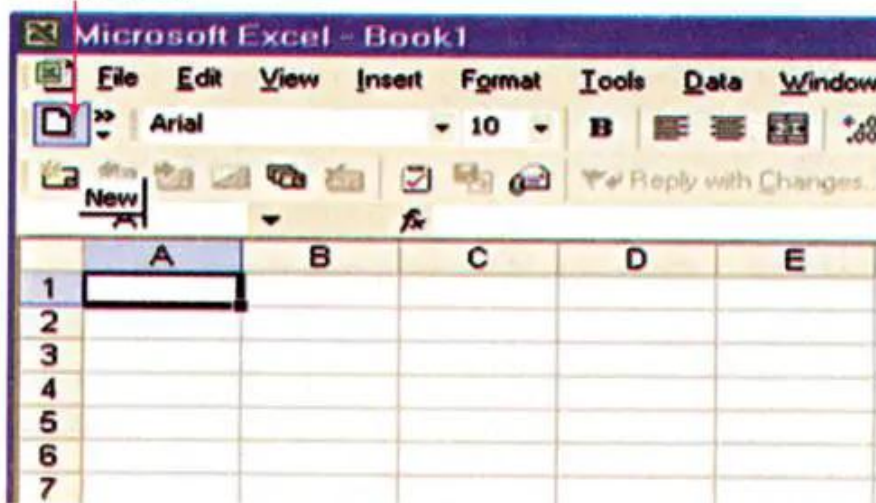 Microsoft Excel - Book1
File Edit View Insert Format Tools Data Window
Arial 10 B
Reply with Changes...
New
fx
A B C D E
1
2
3
4
5
6
7